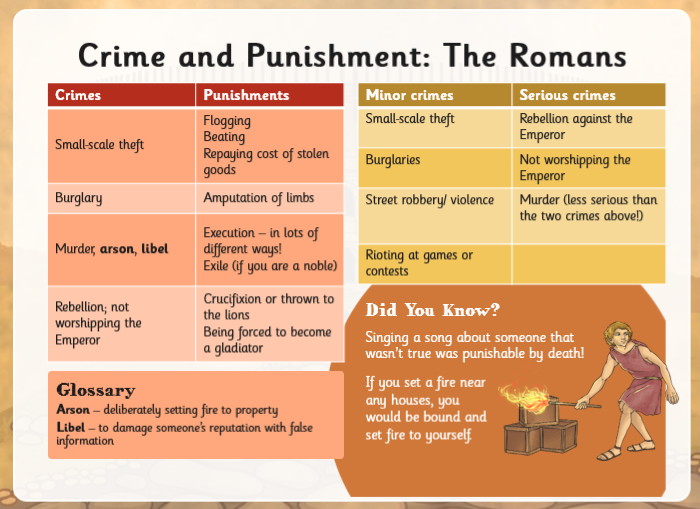 Crime and Punishment: The Romans
Crimes
Punishments
Small-scale theft
Flogging
Beating
Repaying cost of stolen
goods
Burglary
Amputation of limbs
Murder, arson, libel
Execution – in lots of
different ways!
Exile (if you are a noble)
Rebellion; not
worshipping the
Emperor
Crucifixion or thrown to
the lions
Being forced to become
a gladiator
Minor crimes
Serious crimes
Small-scale theft
Rebellion against the
Emperor
Burglaries
Not worshipping the
Emperor
Street robbery/ violence
Murder (less serious than
the two crimes above!)
Rioting at games or
contests
Glossary
Arson – deliberately setting fire to property
Libel – to damage someone's reputation with false
information
Did You Know?
Singing a song about someone that
wasn't true was punishable by death!
If you set a fire near
any houses, you
would be bound and
set fire to yourself.